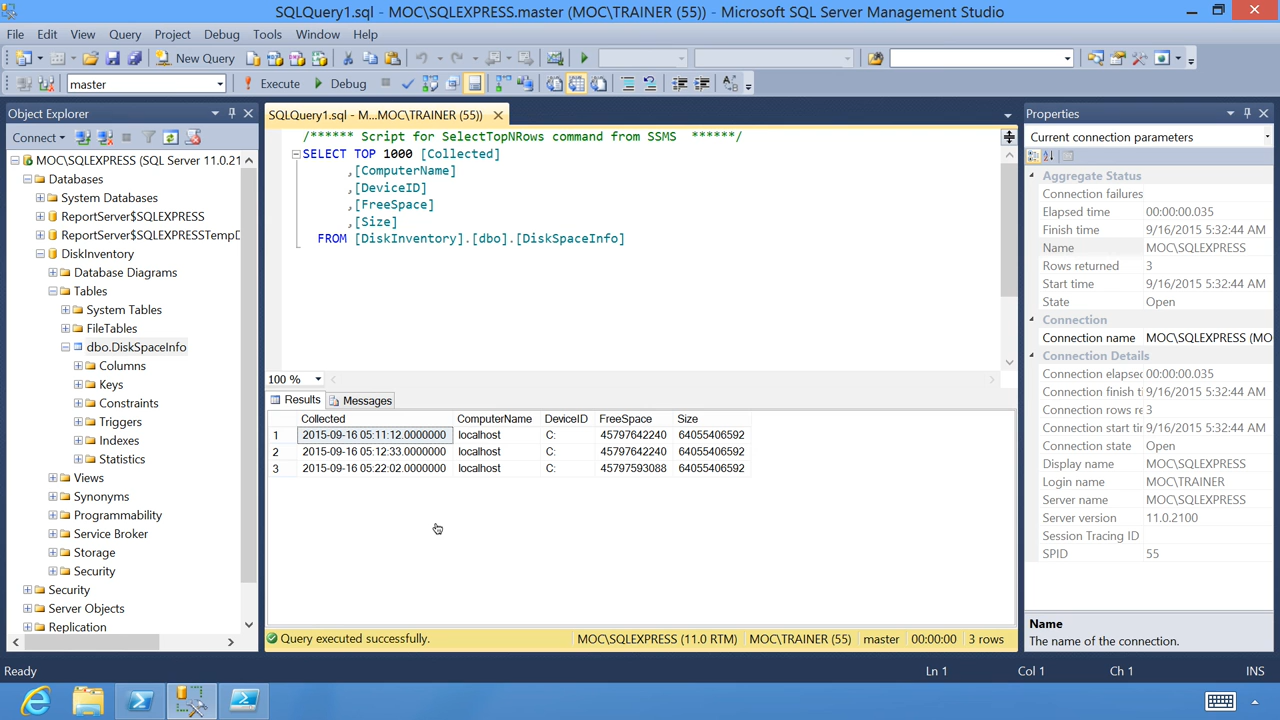 SQLQuery1.sql - MOC\SQLEXPRESS.master (MOC\TRAINER (55)) - Microsoft SQL Server Management Studio
File Edit View Query Project Debug Tools Window Help
New Query
master
Execute
Debug
Object Explorer
Connect
MOC\SQLEXPRESS (SQL Server 11.0.21
Databases
System Databases
ReportServer$SQLEXPRESS
ReportServer$SQLEXPRESSTempD
DiskInventory
Database Diagrams
Tables
System Tables
FileTables
dbo.DiskSpaceInfo
Columns
Keys
Constraints
Triggers
Indexes
Statistics
Views
Synonyms
Programmability
Service Broker
Storage
Security
Security
Server Objects
Replication
SQLQuery1.sql - M...MOC\TRAINER (55))
/****** Script for SelectTopNRows command from SSMS ******/
SELECT TOP 1000 [Collected]
,[ComputerName]
,[DeviceID]
,[FreeSpace]
,[Size]
FROM [DiskInventory].[dbo].[DiskSpaceInfo]
100 %
Results Messages
Collected ComputerName DeviceID FreeSpace Size
1 2015-09-16 05:11:12.0000000 localhost C: 45797642240 64055406592
2 2015-09-16 05:12:33.0000000 localhost C: 45797642240 64055406592
3 2015-09-16 05:22:02.0000000 localhost C: 45797593088 64055406592
Query executed successfully. MOC\SQLEXPRESS (11.0 RTM) MOC\TRAINER (55) master 00:00:00 3 rows
Properties
Current connection parameters
Aggregate Status
Connection failures
Elapsed time 00:00:00.035
Finish time 9/16/2015 5:32:44 AM
Name MOC\SQLEXPRESS
Rows returned 3
Start time 9/16/2015 5:32:44 AM
State Open
Connection
Connection name MOC\SQLEXPRESS (MO
Connection Details
Connection elapse 00:00:00.035
Connection finish ti 9/16/2015 5:32:44 AM
Connection rows re 3
Connection start tir 9/16/2015 5:32:44 AM
Connection state Open
Display name MOC\SQLEXPRESS
Login name MOC\TRAINER
Server name MOC\SQLEXPRESS
Server version 11.0.2100
Session Tracing ID
SPID 55
Name
The name of the connection.
Ready Ln 1 Col 1 Ch 1 INS